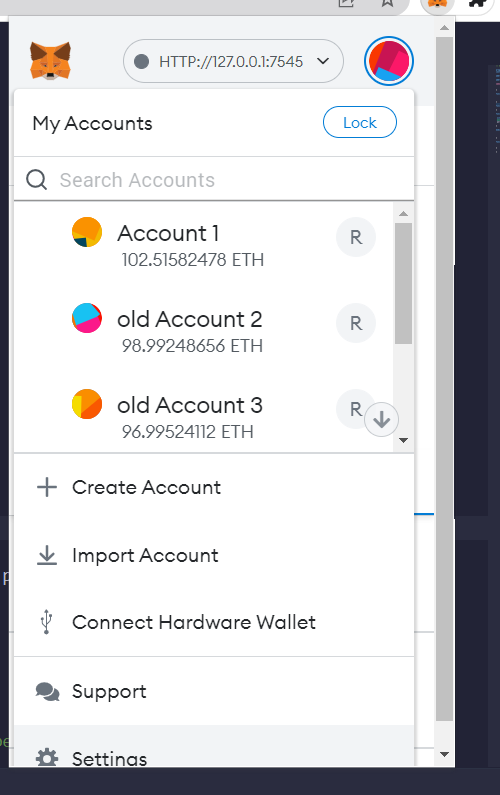 HTTP://127.0.0.1:7545
My Accounts
Lock
Search Accounts
Account 1
R
102.51582478 ETH
old Account 2
R
98.99248656 ETH
old Account 3
R
96.99524112 ETH
Create Account
Import Account
p
Connect Hardware Wallet
Support
Settings